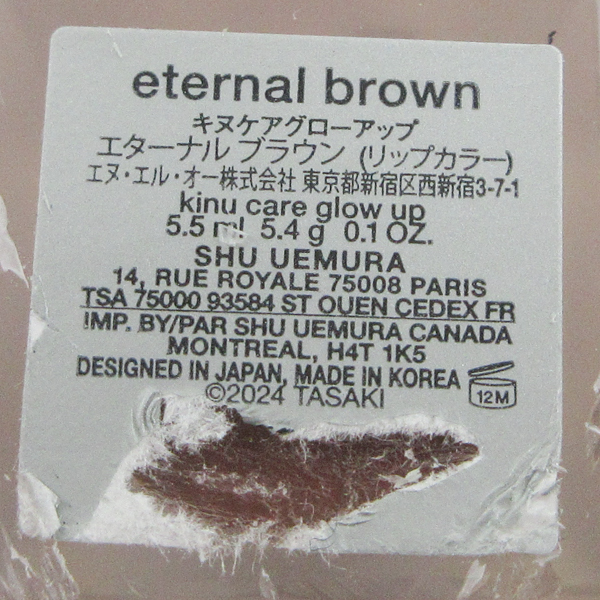 eternal brown
キヌケアグローアップ
エターナル ブラウン (リップカラー)
エヌ・エル・オー株式会社 東京都新宿区西新宿3-7-1
kinu care glow up
5.5 ml 5.4 g 0.1 OZ.
SHU UEMURA
14, RUE ROYALE 75008 PARIS
TSA 75000 93584 ST OUEN CEDEX FR
IMP. BY/PAR SHU UEMURA CANADA
MONTREAL, H4T 1K5
DESIGNED IN JAPAN, MADE IN KOREA
©2024 TASAKI
12M